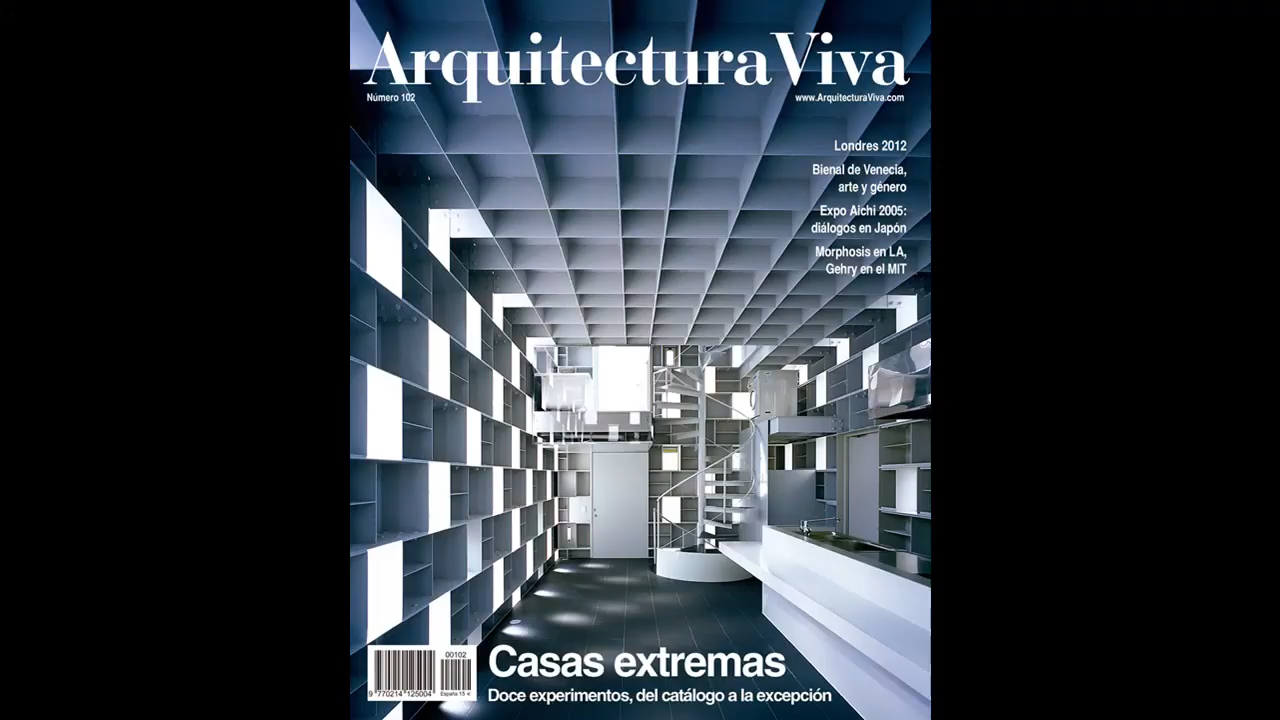 ArquitecturaViva
Número 102
www.ArquitecturaViva.com
Londres 2012
Bienal de Venecia,
arte y género
Expo Aichi 2005:
diálogos en Japón
Morphosis en LA,
Gehry en el MIT
Casas extremas
Doce experimentos, del catálogo a la excepción
00102
9 770214 125004
España 15 €